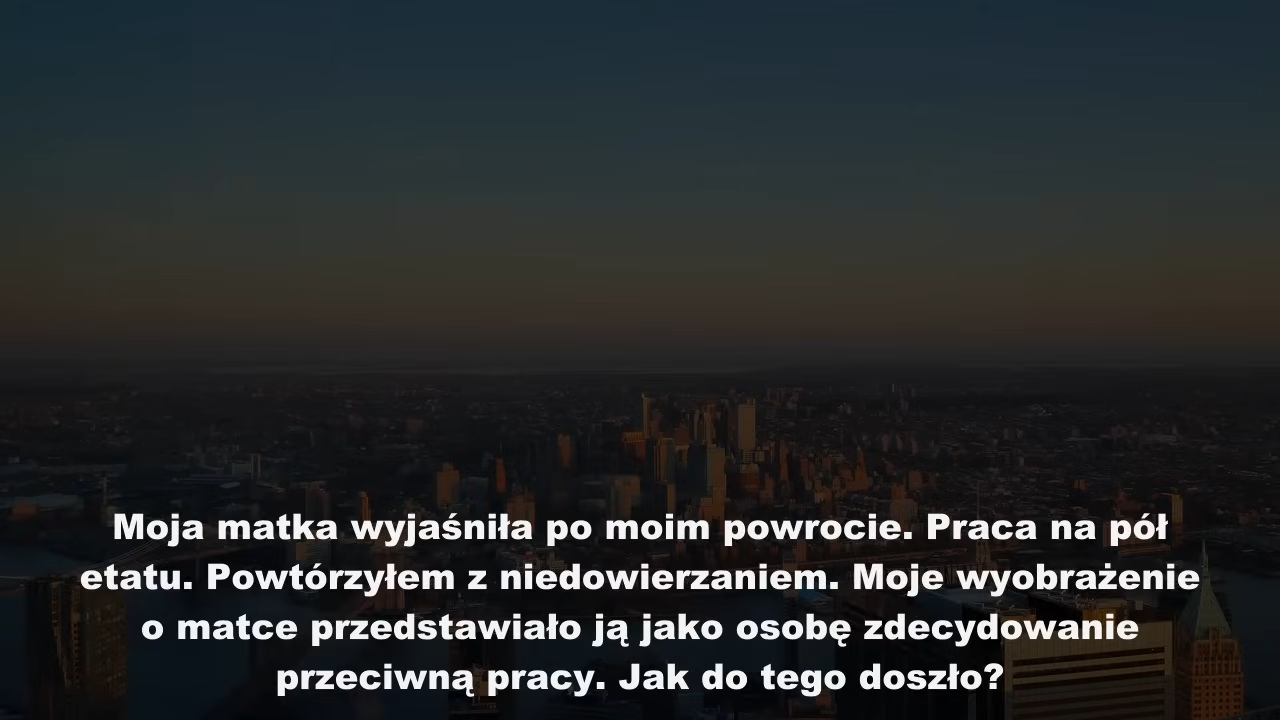 Moja matka wyjaśniła po moim powrocie. Praca na pół
etatu. Powtórzyłem z niedowierzaniem. Moje wyobrażenie
o matce przedstawiało ją jako osobę zdecydowanie
przeciwną pracy. Jak do tego doszło?